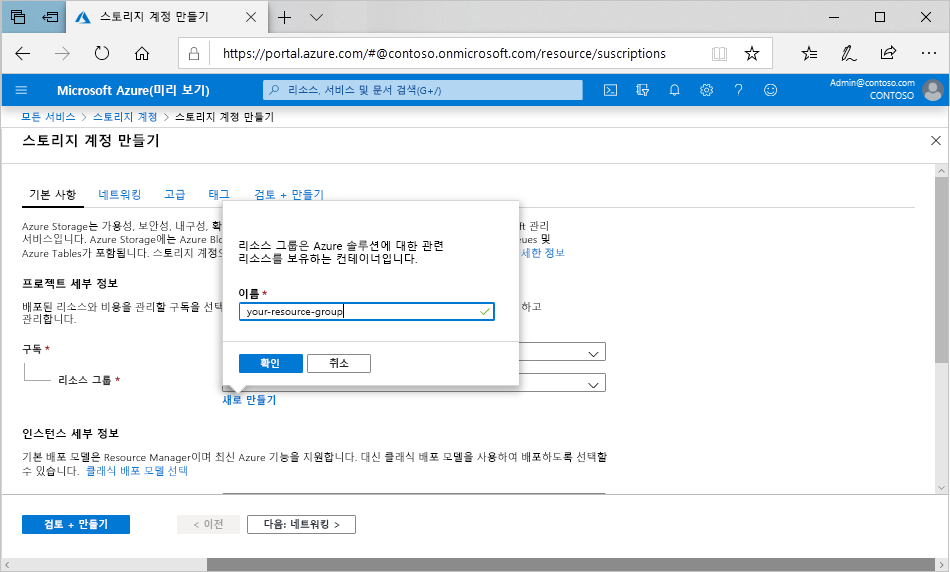 스토리지 계정 만들기
https://portal.azure.com/#@contoso.onmicrosoft.com/resource/suscriptions
Microsoft Azure(미리 보기)
리소스, 서비스 및 문서 검색(G+/)
Admin@contoso.com
CONTOSO
모든 서비스 > 스토리지 계정 > 스토리지 계정 만들기
스토리지 계정 만들기
기본 사항 네트워킹 고급 태그 검토 + 만들기
Azure Storage는 가용성, 보안성, 내구성, ft 관리
서비스입니다. Azure Storage에는 Azure Blo ues 및
Azure Tables가 포함됩니다. 스토리지 계정 세한 정보
리소스 그룹은 Azure 솔루션에 대한 관련
리소스를 보유하는 컨테이너입니다.
이름 *
your-resource-group
확인 취소
프로젝트 세부 정보
배포된 리소스와 비용을 관리할 구독을 선택 하고
관리합니다.
구독 *
리소스 그룹 *
새로 만들기
인스턴스 세부 정보
기본 배포 모델은 Resource Manager이며 최신 Azure 기능을 지원합니다. 대신 클래식 배포 모델을 사용하여 배포하도록 선택할
수 있습니다. 클래식 배포 모델 선택
검토 + 만들기 < 이전 다음: 네트워킹 >